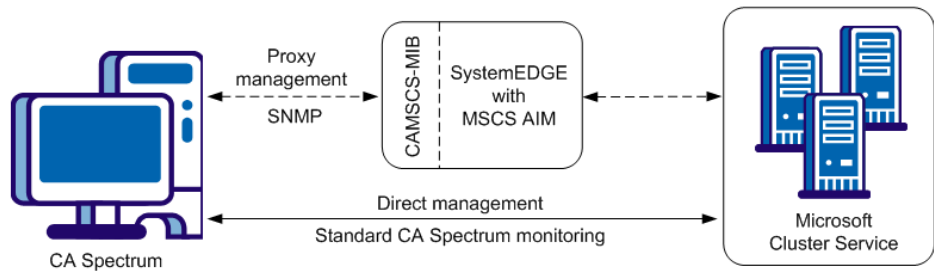 Proxy
management
SNMP
CAMSCS-MIB
SystemEDGE
with
MSCS AIM
Direct management
Standard CA Spectrum monitoring
CA Spectrum
Microsoft
Cluster Service